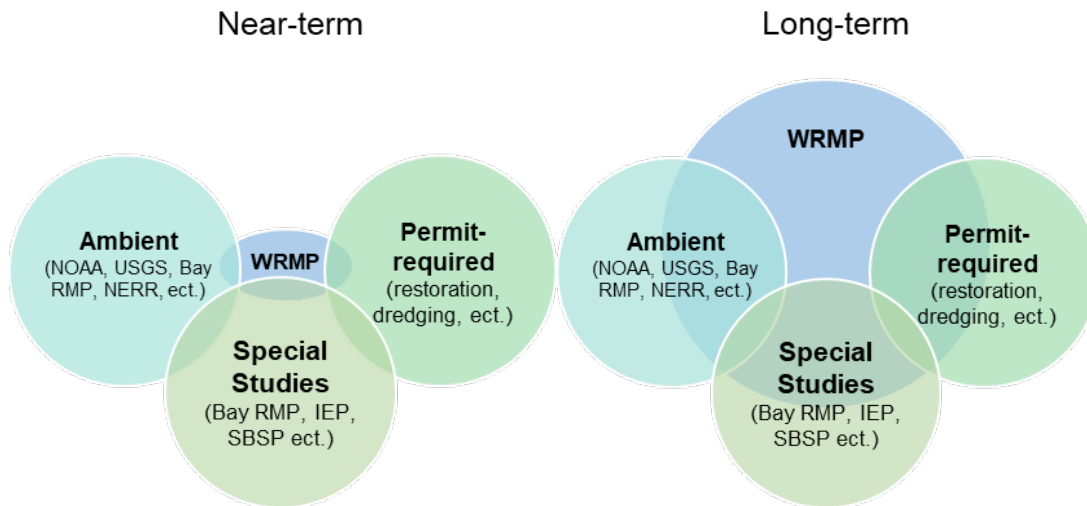 Near-term
Ambient
(NOAA, USGS, Bay
RMP, NERR, ect.)
WRMP
Permit-
required
(restoration,
dredging, ect.)
Special
Studies
(Bay RMP, IEP,
SBSP ect.)
Long-term
WRMP
Ambient
(NOAA, USGS, Bay
RMP, NERR, ect.)
Permit-
required
(restoration,
dredging, ect.)
Special
Studies
(Bay RMP, IEP,
SBSP ect.)